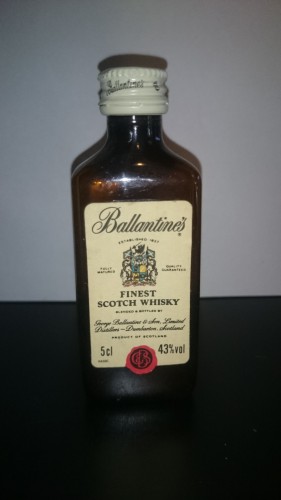 Ballantine's
Ballantine's
ESTABLISHED 1827
FULLY MATURED
QUALITY GUARANTEED
FINEST
SCOTCH WHISKY
BLENDED & BOTTLED BY
George Ballantine & Son, Limited
Distillers - Dumbarton, Scotland
PRODUCT OF SCOTLAND
5cl 43%vol